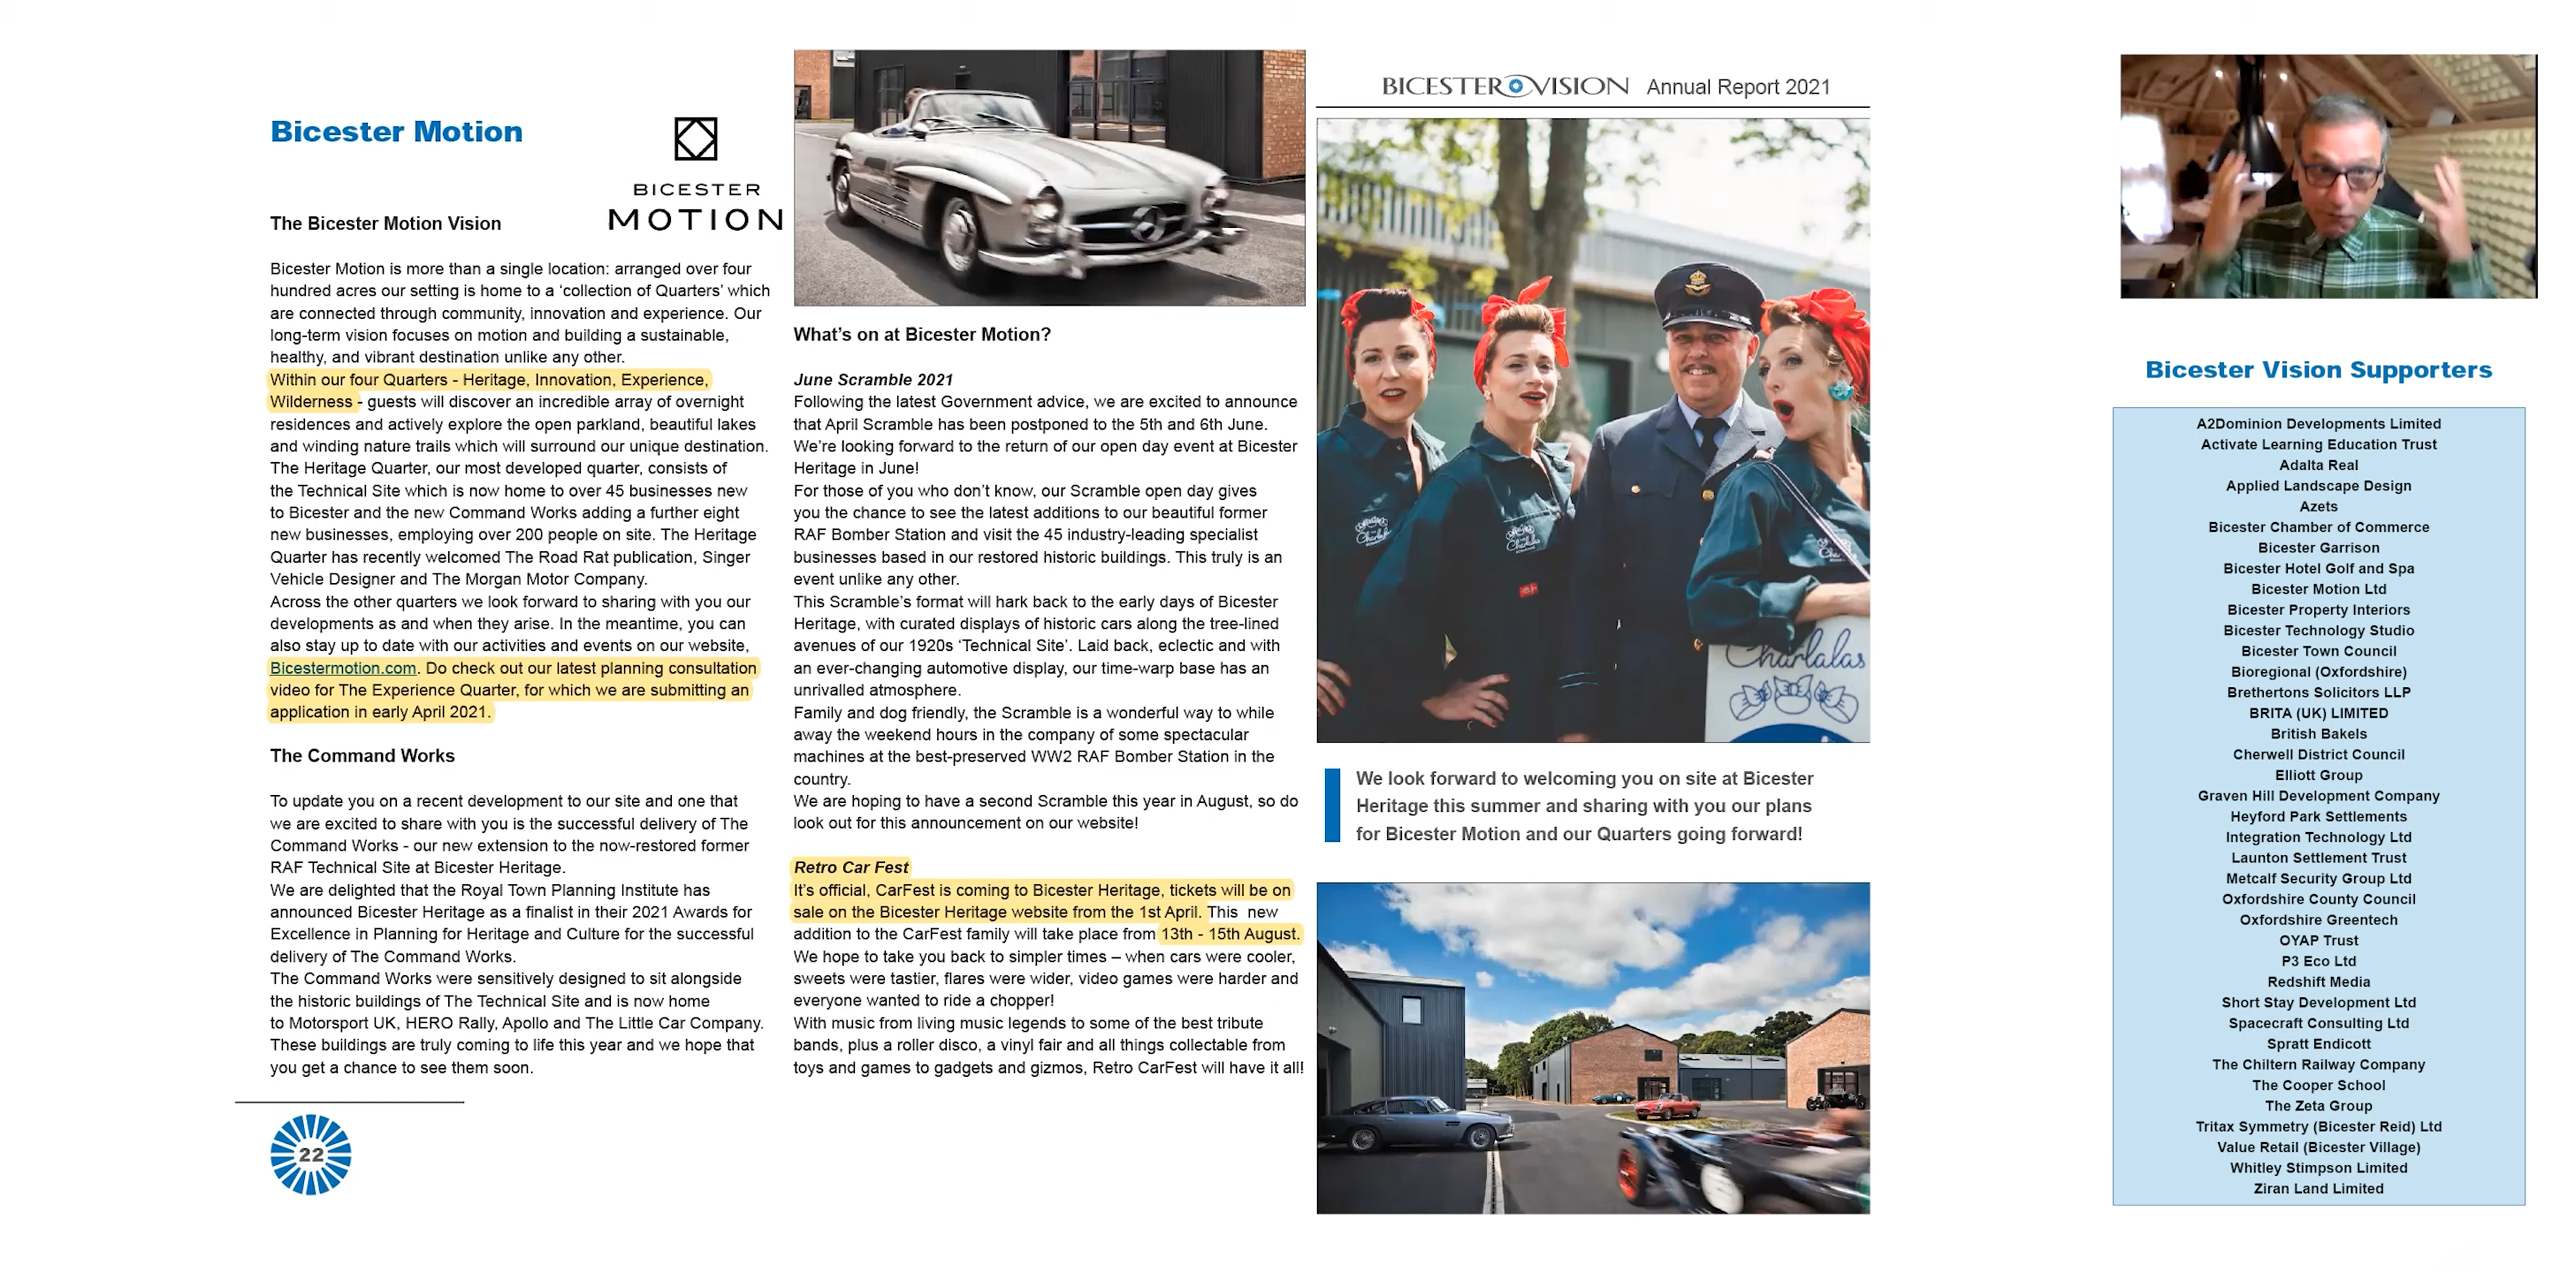 Bicester Motion
BICESTER
MOTION
The Bicester Motion Vision
Bicester Motion is more than a single location: arranged over four
hundred acres our setting is home to a ‘collection of Quarters’ which
are connected through community, innovation and experience. Our
long-term vision focuses on motion and building a sustainable,
healthy, and vibrant destination unlike any other.
Within our four Quarters - Heritage, Innovation, Experience,
Wilderness - guests will discover an incredible array of overnight
residences and actively explore the open parkland, beautiful lakes
and winding nature trails which will surround our unique destination.
The Heritage Quarter, our most developed quarter, consists of
the Technical Site which is now home to over 45 businesses new
to Bicester and the new Command Works adding a further eight
new businesses, employing over 200 people on site. The Heritage
Quarter has recently welcomed The Road Rat publication, Singer
Vehicle Designer and The Morgan Motor Company.
Across the other quarters we look forward to sharing with you our
developments as and when they arise. In the meantime, you can
also stay up to date with our activities and events on our website,
Bicestermotion.com. Do check out our latest planning consultation
video for The Experience Quarter, for which we are submitting an
application in early April 2021.
The Command Works
To update you on a recent development to our site and one that
we are excited to share with you is the successful delivery of The
Command Works - our new extension to the now-restored former
RAF Technical Site at Bicester Heritage.
We are delighted that the Royal Town Planning Institute has
announced Bicester Heritage as a finalist in their 2021 Awards for
Excellence in Planning for Heritage and Culture for the successful
delivery of The Command Works.
The Command Works were sensitively designed to sit alongside
the historic buildings of The Technical Site and is now home
to Motorsport UK, HERO Rally, Apollo and The Little Car Company.
These buildings are truly coming to life this year and we hope that
you get a chance to see them soon.
22
What’s on at Bicester Motion?
June Scramble 2021
Following the latest Government advice, we are excited to announce
that April Scramble has been postponed to the 5th and 6th June.
We’re looking forward to the return of our open day event at Bicester
Heritage in June!
For those of you who don’t know, our Scramble open day gives
you the chance to see the latest additions to our beautiful former
RAF Bomber Station and visit the 45 industry-leading specialist
businesses based in our restored historic buildings. This truly is an
event unlike any other.
This Scramble’s format will hark back to the early days of Bicester
Heritage, with curated displays of historic cars along the tree-lined
avenues of our 1920s ‘Technical Site’. Laid back, eclectic and with
an ever-changing automotive display, our time-warp base has an
unrivalled atmosphere.
Family and dog friendly, the Scramble is a wonderful way to while
away the weekend hours in the company of some spectacular
machines at the best-preserved WW2 RAF Bomber Station in the
country.
We are hoping to have a second Scramble this year in August, so do
look out for this announcement on our website!
Retro Car Fest
It’s official, CarFest is coming to Bicester Heritage, tickets will be on
sale on the Bicester Heritage website from the 1st April. This new
addition to the CarFest family will take place from 13th - 15th August.
We hope to take you back to simpler times – when cars were cooler,
sweets were tastier, flares were wider, video games were harder and
everyone wanted to ride a chopper!
With music from living music legends to some of the best tribute
bands, plus a roller disco, a vinyl fair and all things collectable from
toys and games to gadgets and gizmos, Retro CarFest will have it all!
BICESTER VISION Annual Report 2021
Charlalas
We look forward to welcoming you on site at Bicester
Heritage this summer and sharing with you our plans
for Bicester Motion and our Quarters going forward!
Bicester Vision Supporters
A2Dominion Developments Limited
Activate Learning Education Trust
Adalta Real
Applied Landscape Design
Azets
Bicester Chamber of Commerce
Bicester Garrison
Bicester Hotel Golf and Spa
Bicester Motion Ltd
Bicester Property Interiors
Bicester Technology Studio
Bicester Town Council
Bioregional (Oxfordshire)
Brethertons Solicitors LLP
BRITA (UK) LIMITED
British Bakels
Cherwell District Council
Elliott Group
Graven Hill Development Company
Heyford Park Settlements
Integration Technology Ltd
Launton Settlement Trust
Metcalf Security Group Ltd
Oxfordshire County Council
Oxfordshire Greentech
OYAP Trust
P3 Eco Ltd
Redshift Media
Short Stay Development Ltd
Spacecraft Consulting Ltd
Spratt Endicott
The Chiltern Railway Company
The Cooper School
The Zeta Group
Tritax Symmetry (Bicester Reid) Ltd
Value Retail (Bicester Village)
Whitley Stimpson Limited
Ziran Land Limited